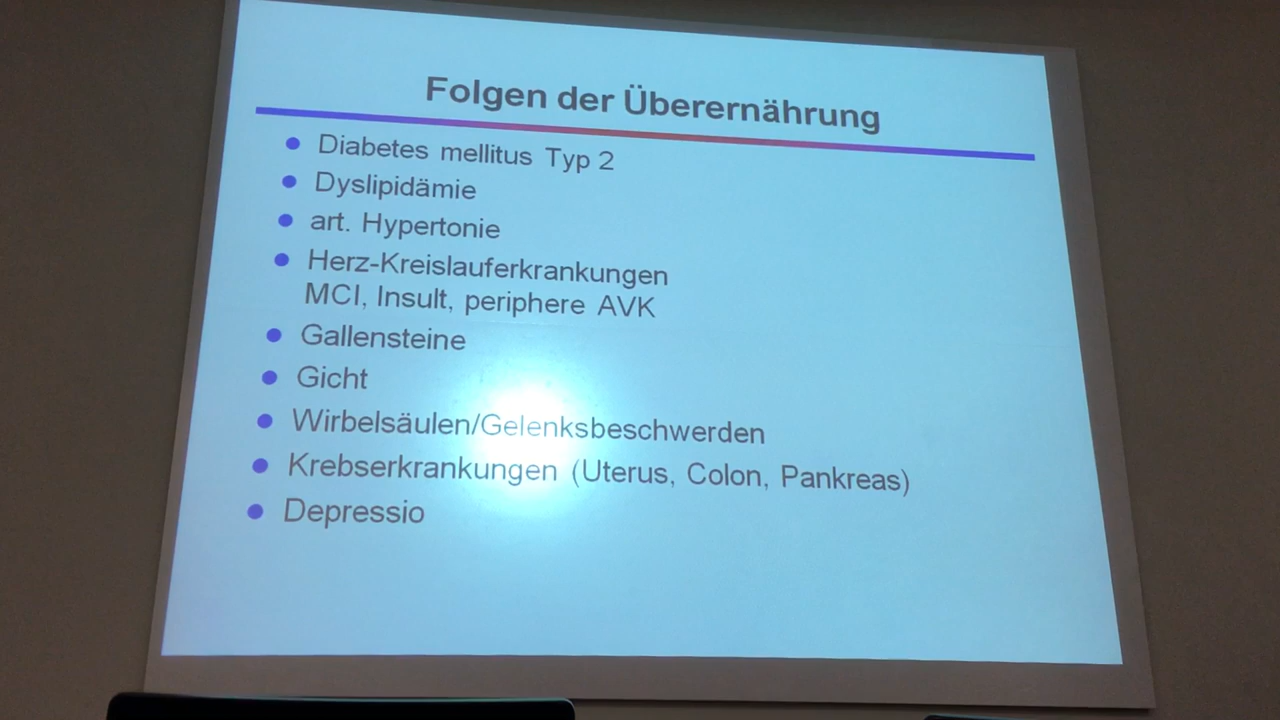 Folgen der Überernährung
Diabetes mellitus Typ 2
Dyslipidämie
art. Hypertonie
Herz-Kreislauferkrankungen
MCI, Insult, periphere AVK
Gallensteine
Gicht
Wirbelsäulen/Gelenksbeschwerden
Krebserkrankungen (Uterus, Colon, Pankreas)
Depressio